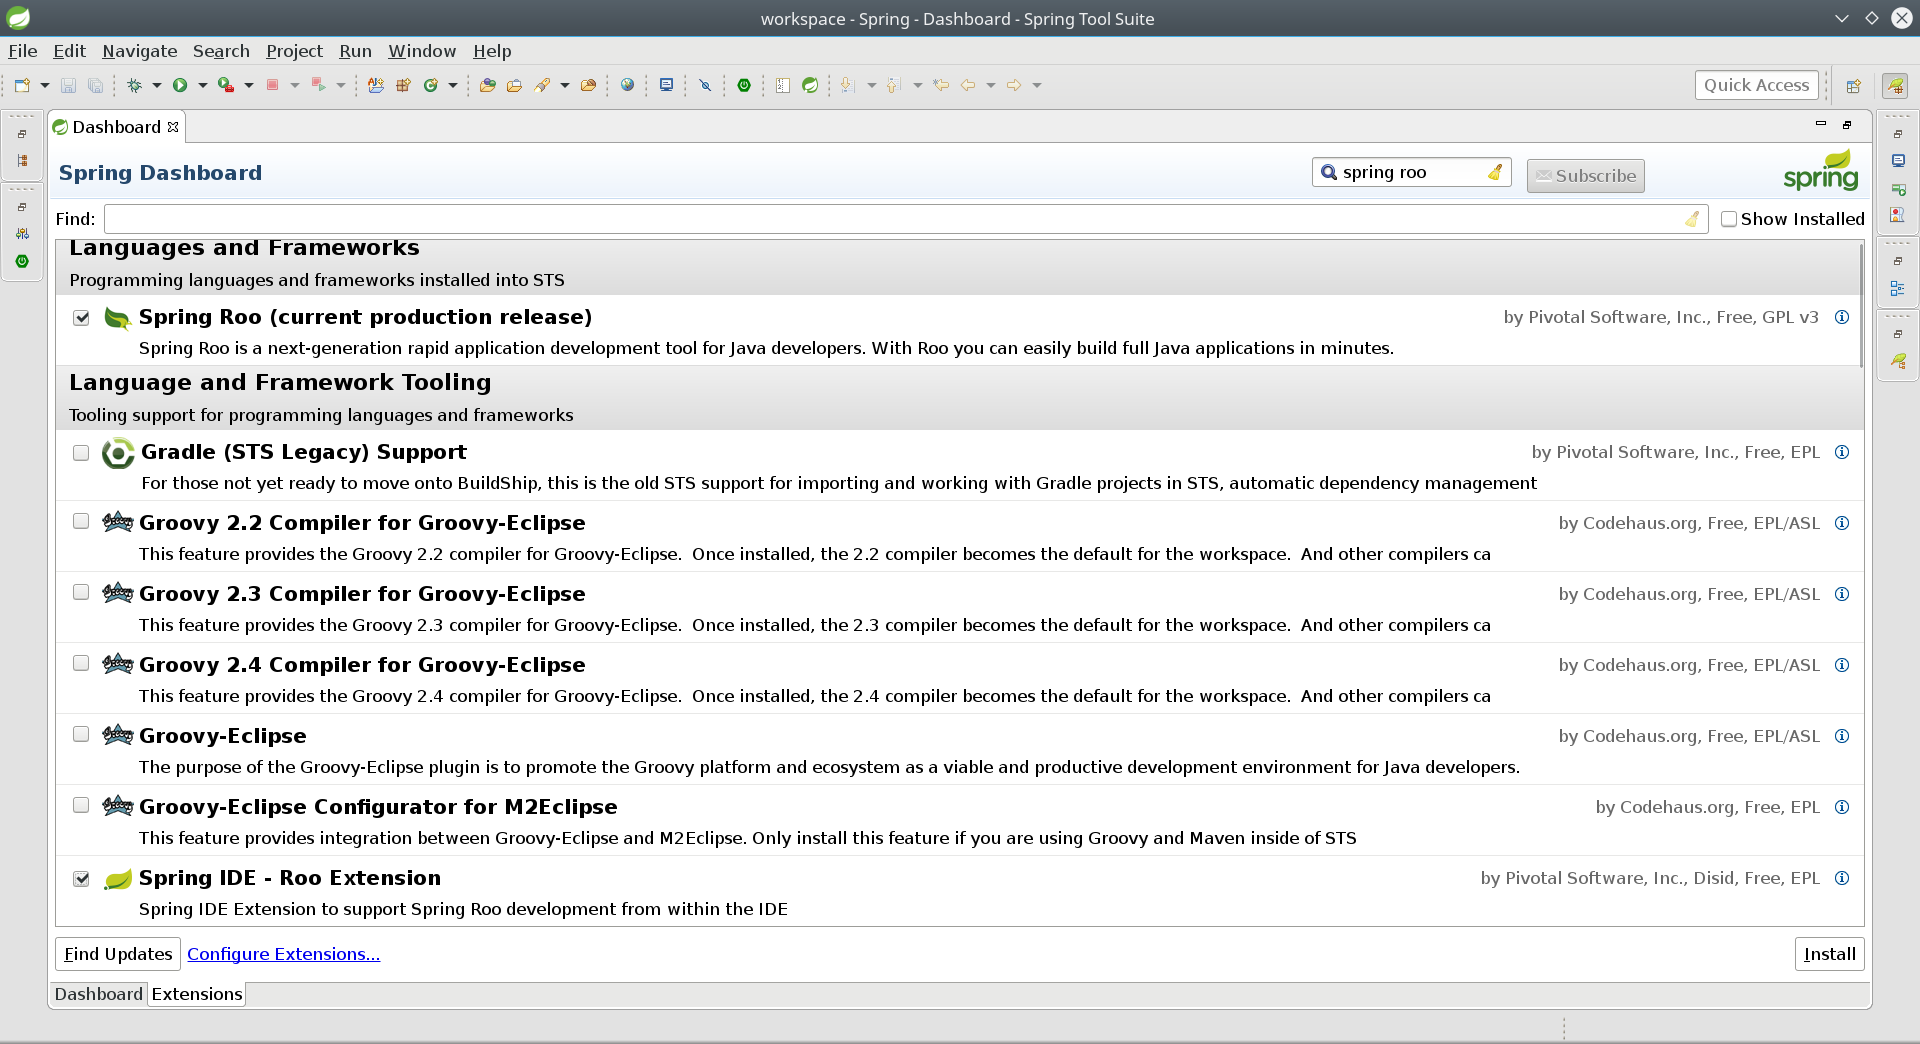 workspace - Spring - Dashboard - Spring Tool Suite
File Edit Navigate Search Project Run Window Help
Quick Access
Dashboard
Spring Dashboard
spring roo
Subscribe
spring
Find:
Show Installed
Languages and Frameworks
Programming languages and frameworks installed into STS
Spring Roo (current production release)
by Pivotal Software, Inc., Free, GPL v3
Spring Roo is a next-generation rapid application development tool for Java developers. With Roo you can easily build full Java applications in minutes.
Language and Framework Tooling
Tooling support for programming languages and frameworks
Gradle (STS Legacy) Support
by Pivotal Software, Inc., Free, EPL
For those not yet ready to move onto BuildShip, this is the old STS support for importing and working with Gradle projects in STS, automatic dependency management
Groovy 2.2 Compiler for Groovy-Eclipse
by Codehaus.org, Free, EPL/ASL
This feature provides the Groovy 2.2 compiler for Groovy-Eclipse.  Once installed, the 2.2 compiler becomes the default for the workspace.  And other compilers ca
Groovy 2.3 Compiler for Groovy-Eclipse
by Codehaus.org, Free, EPL/ASL
This feature provides the Groovy 2.3 compiler for Groovy-Eclipse.  Once installed, the 2.3 compiler becomes the default for the workspace.  And other compilers ca
Groovy 2.4 Compiler for Groovy-Eclipse
by Codehaus.org, Free, EPL/ASL
This feature provides the Groovy 2.4 compiler for Groovy-Eclipse.  Once installed, the 2.4 compiler becomes the default for the workspace.  And other compilers ca
Groovy-Eclipse
by Codehaus.org, Free, EPL/ASL
The purpose of the Groovy-Eclipse plugin is to promote the Groovy platform and ecosystem as a viable and productive development environment for Java developers.
Groovy-Eclipse Configurator for M2Eclipse
by Codehaus.org, Free, EPL
This feature provides integration between Groovy-Eclipse and M2Eclipse. Only install this feature if you are using Groovy and Maven inside of STS
Spring IDE - Roo Extension
by Pivotal Software, Inc., Disid, Free, EPL
Spring IDE Extension to support Spring Roo development from within the IDE
Find Updates
Configure Extensions...
Install
Dashboard
Extensions